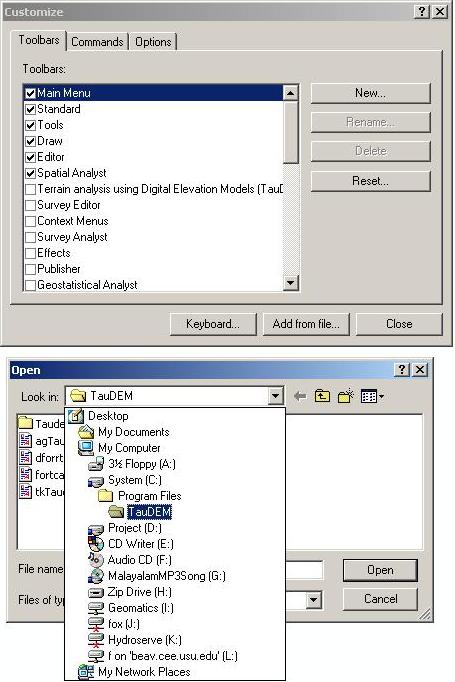 Customize
Toolbars Commands Options
Toolbars:
Main Menu
Standard
Tools
Draw
Editor
Spatial Analyst
Terrain analysis using Digital Elevation Models (Tau
Survey Editor
Context Menus
Survey Analyst
Effects
Publisher
Geostatistical Analyst
New...
Rename...
Delete
Reset...
Keyboard... Add from file... Close
Open
Look in: TauDEM
Taude
agTau
dforrt
fortca
tkTau
Desktop
My Documents
My Computer
3½ Floppy (A:)
System (C:)
Program Files
TauDEM
Project (D:)
CD Writer (E:)
Audio CD (F:)
MalayalamMP3Song (G:)
Zip Drive (H:)
Geomatics (I:)
fox (J:)
Hydroserve (K:)
f on 'beav.cee.usu.edu' (L:)
My Network Places
File name
Files of typ
Open
Cancel